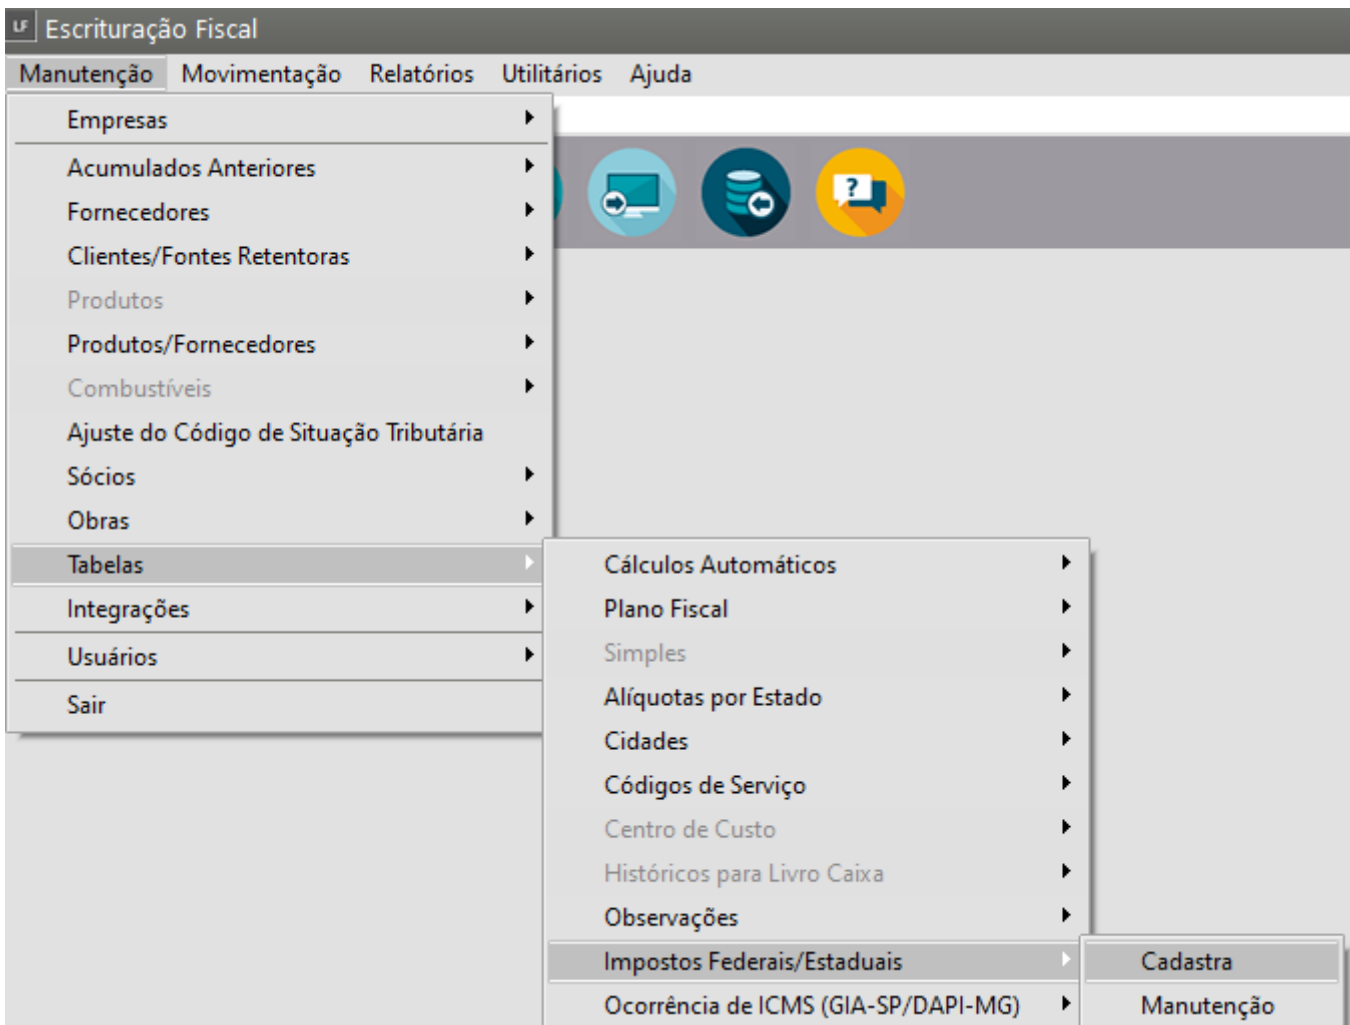 LF Escrituração Fiscal
Manutenção Movimentação Relatórios Utilitários Ajuda
Empresas
Acumulados Anteriores
Fornecedores
Clientes/Fontes Retentoras
Produtos
Produtos/Fornecedores
Combustíveis
Ajuste do Código de Situação Tributária
Sócios
Obras
Tabelas
Integrações
Usuários
Sair
Cálculos Automáticos
Plano Fiscal
Simples
Alíquotas por Estado
Cidades
Códigos de Serviço
Centro de Custo
Históricos para Livro Caixa
Observações
Impostos Federais/Estaduais
Ocorrência de ICMS (GIA-SP/DAPI-MG)
Cadastra
Manutenção
?